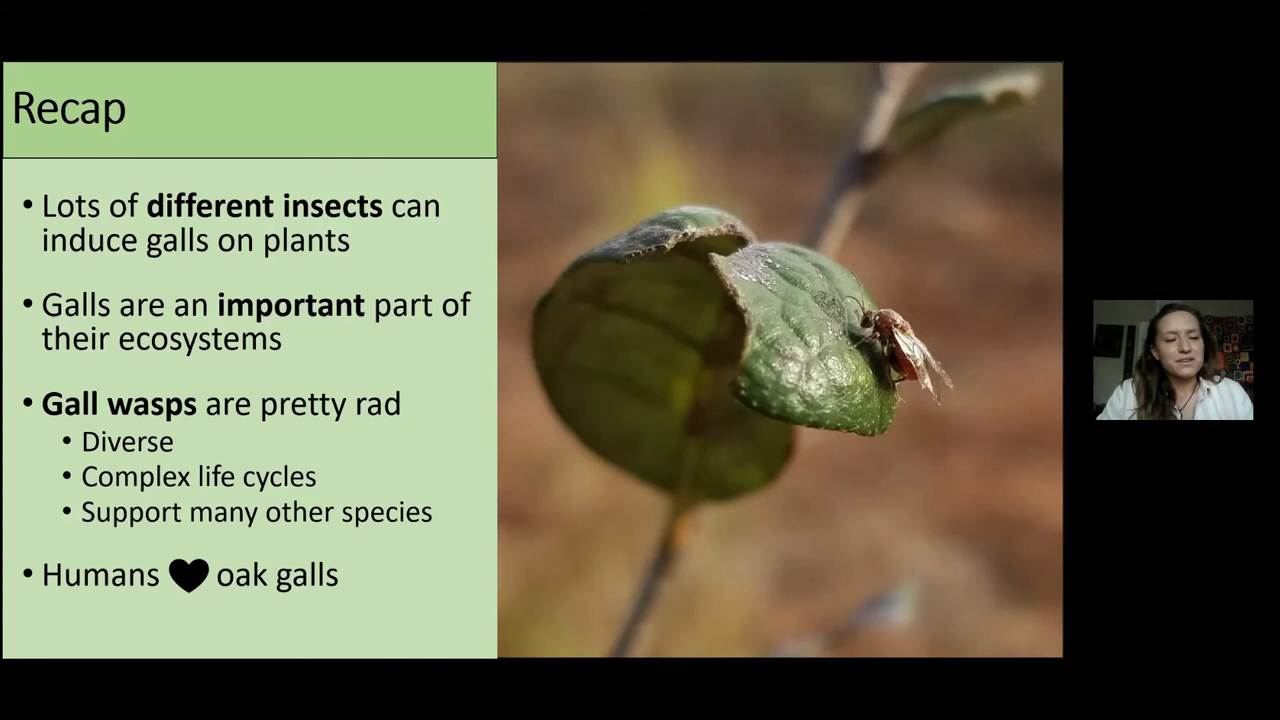 Recap
• Lots of different insects can
induce galls on plants
• Galls are an important part of
their ecosystems
• Gall wasps are pretty rad
• Diverse
• Complex life cycles
• Support many other species
• Humans ♥ oak galls